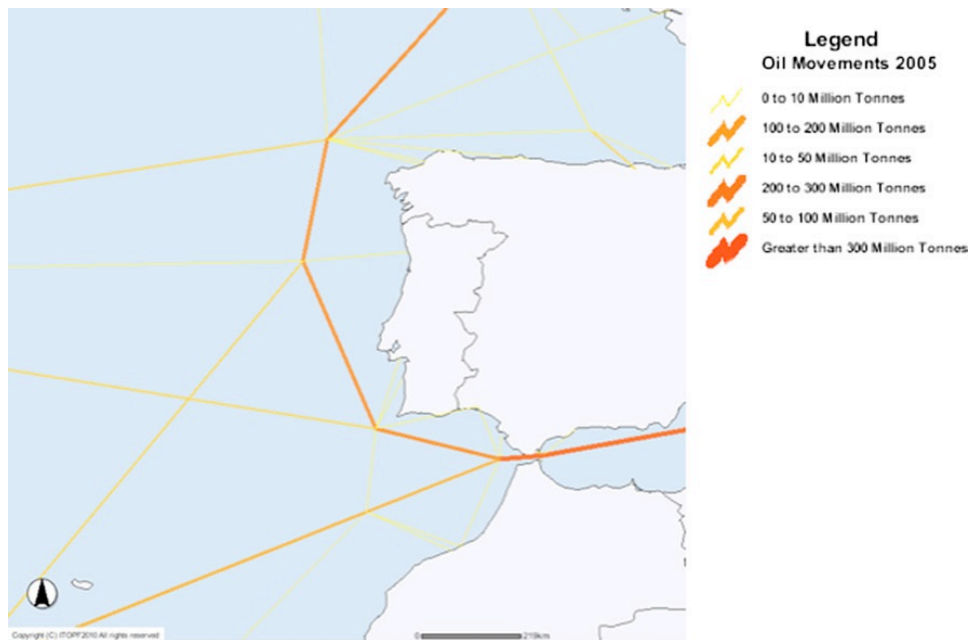 Legend
Oil Movements 2005
0 to 10 Million Tonnes
100 to 200 Million Tonnes
10 to 50 Million Tonnes
200 to 300 Million Tonnes
50 to 100 Million Tonnes
Greater than 300 Million Tonnes
Copyright (C) ITOPF2010 All rights reserved
0 219km